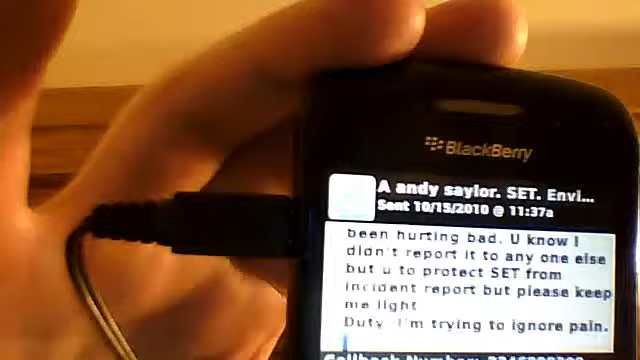 BlackBerry
A andy saylor. SET. Envi...
Sent 10/15/2010 @ 11:37a
been hurting bad. U know I
didn't report it to any one else
but u to protect SET from
incident report but please keep
me light
Duty. I'm trying to ignore pain.
Callback Number: